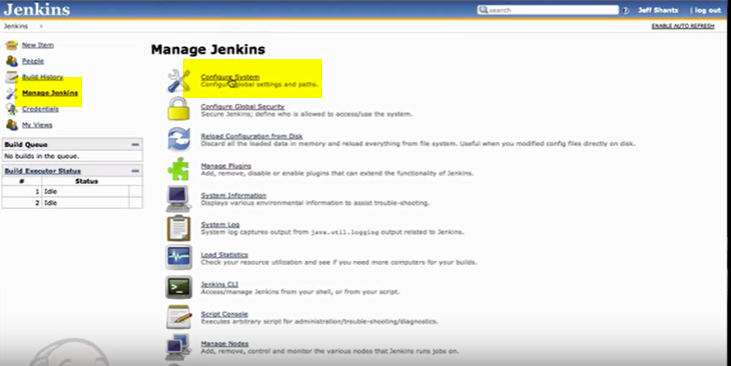 Jenkins
search
Jeff Shants | log out
Jenkins
ENABLE AUTO REFRESH
New Item
People
Build History
Manage Jenkins
Credentials
My Views
Build Queue
No builds in the queue.
Build Executor Status
# Status
1 Idle
2 Idle
Manage Jenkins
Configure System
Configure global settings and paths.
Configure Global Security
Secure Jenkins; define who is allowed to access/use the system.
Reload Configuration from Disk
Discard all the loaded data in memory and reload everything from file system. Useful when you modified config files directly on disk.
Manage Plugins
Add, remove, disable or enable plugins that can extend the functionality of Jenkins.
System Information
Displays various environmental information to assist trouble-shooting.
System Log
System log captures output from java.util.logging output related to Jenkins.
Load Statistics
Check your resource utilization and see if you need more computers for your builds.
Jenkins CLI
Access/manage Jenkins from your shell, or from your script.
Script Console
Executes arbitrary script for administration/trouble-shooting/diagnostics.
Manage Nodes
Add, remove, control and monitor the various nodes that Jenkins runs jobs on.